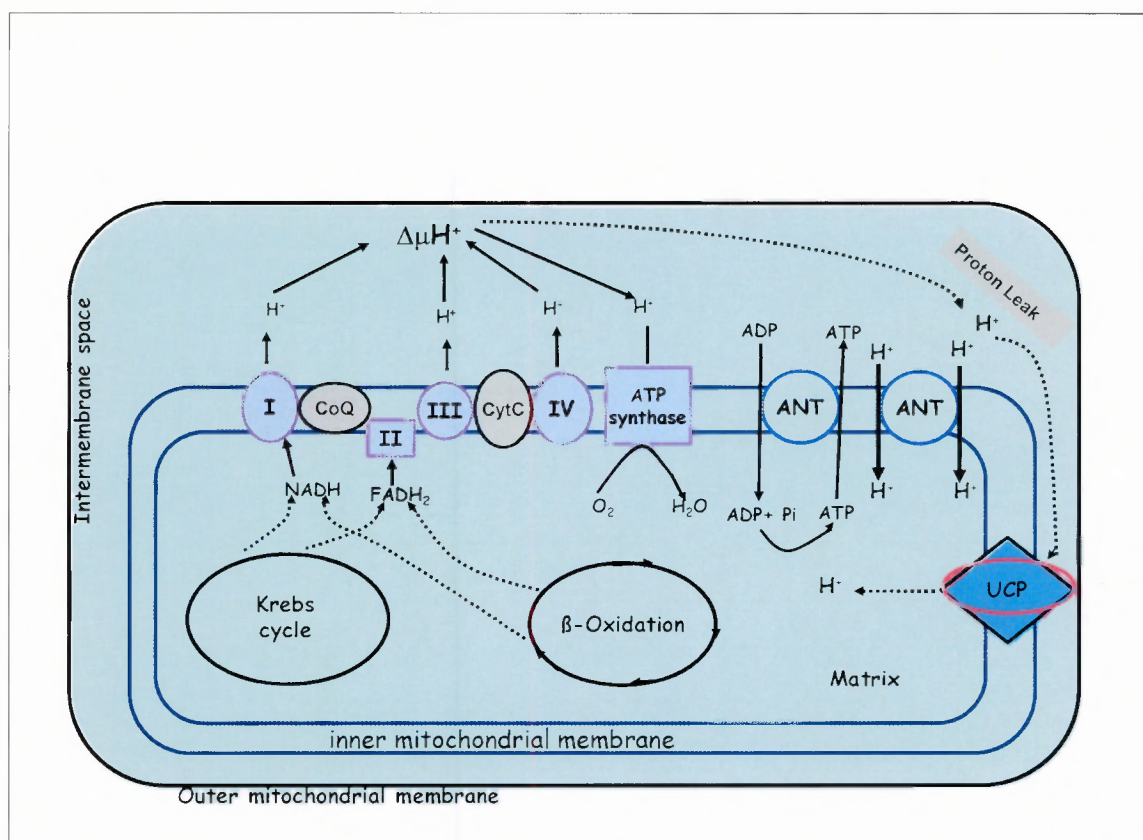 ΔμH⁺
Proton Leak
Intermembrane space
H⁺
H⁺
H⁻
H⁻
H⁺
ADP
ATP
H⁺
H⁺
I
CoQ
II
III
CytC
IV
ATP
synthase
ANT
ANT
NADH
FADH₂
O₂
H₂O
ADP+ Pi
ATP
H⁺
H⁺
Krebs
cycle
ß-Oxidation
H⁻
UCP
Matrix
inner mitochondrial membrane
Outer mitochondrial membrane